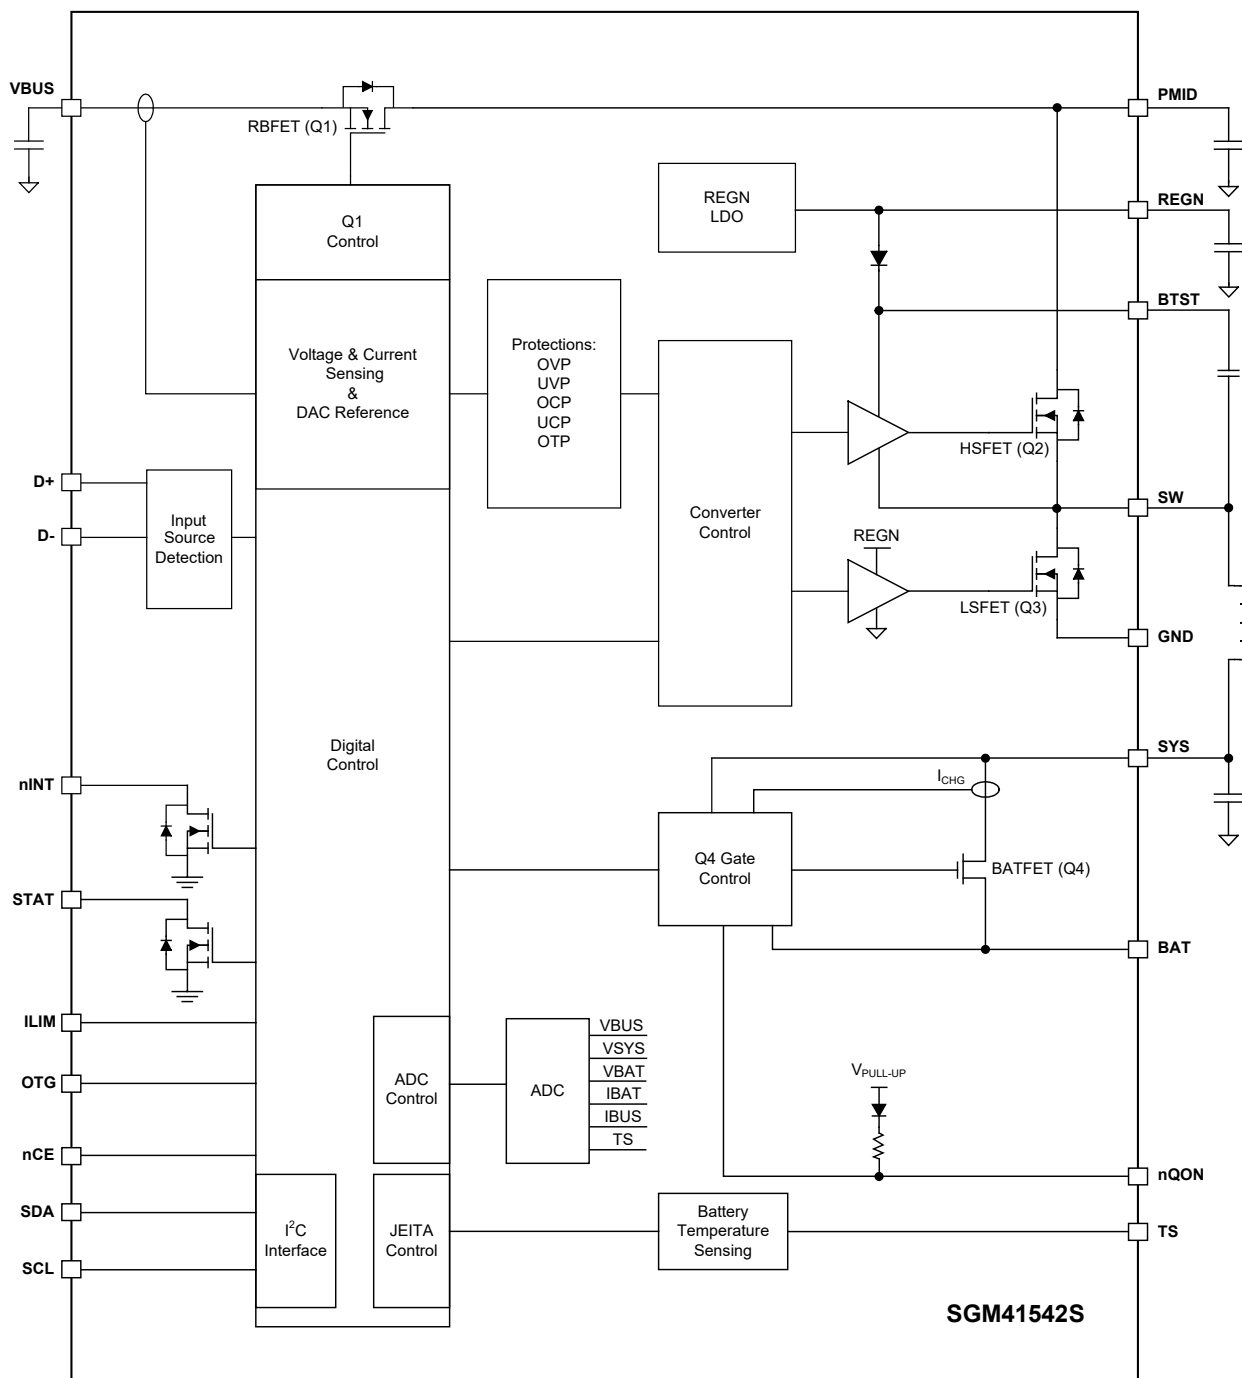 VBUS
RBFET (Q1)
PMID
REGN
LDO
REGN
Q1
Control
BTST
Voltage & Current
Sensing
&
DAC Reference
Protections:
OVP
UVP
OCP
UCP
OTP
HSFET (Q2)
D+
D-
Input
Source
Detection
Converter
Control
SW
REGN
LSFET (Q3)
GND
Digital
Control
SYS
nINT
I_CHG
Q4 Gate
Control
BATFET (Q4)
STAT
BAT
ILIM
OTG
nCE
ADC
Control
ADC
VBUS
VSYS
VBAT
IBAT
IBUS
TS
V_PULL-UP
nQON
SDA
SCL
I²C
Interface
JEITA
Control
Battery
Temperature
Sensing
TS
SGM41542S